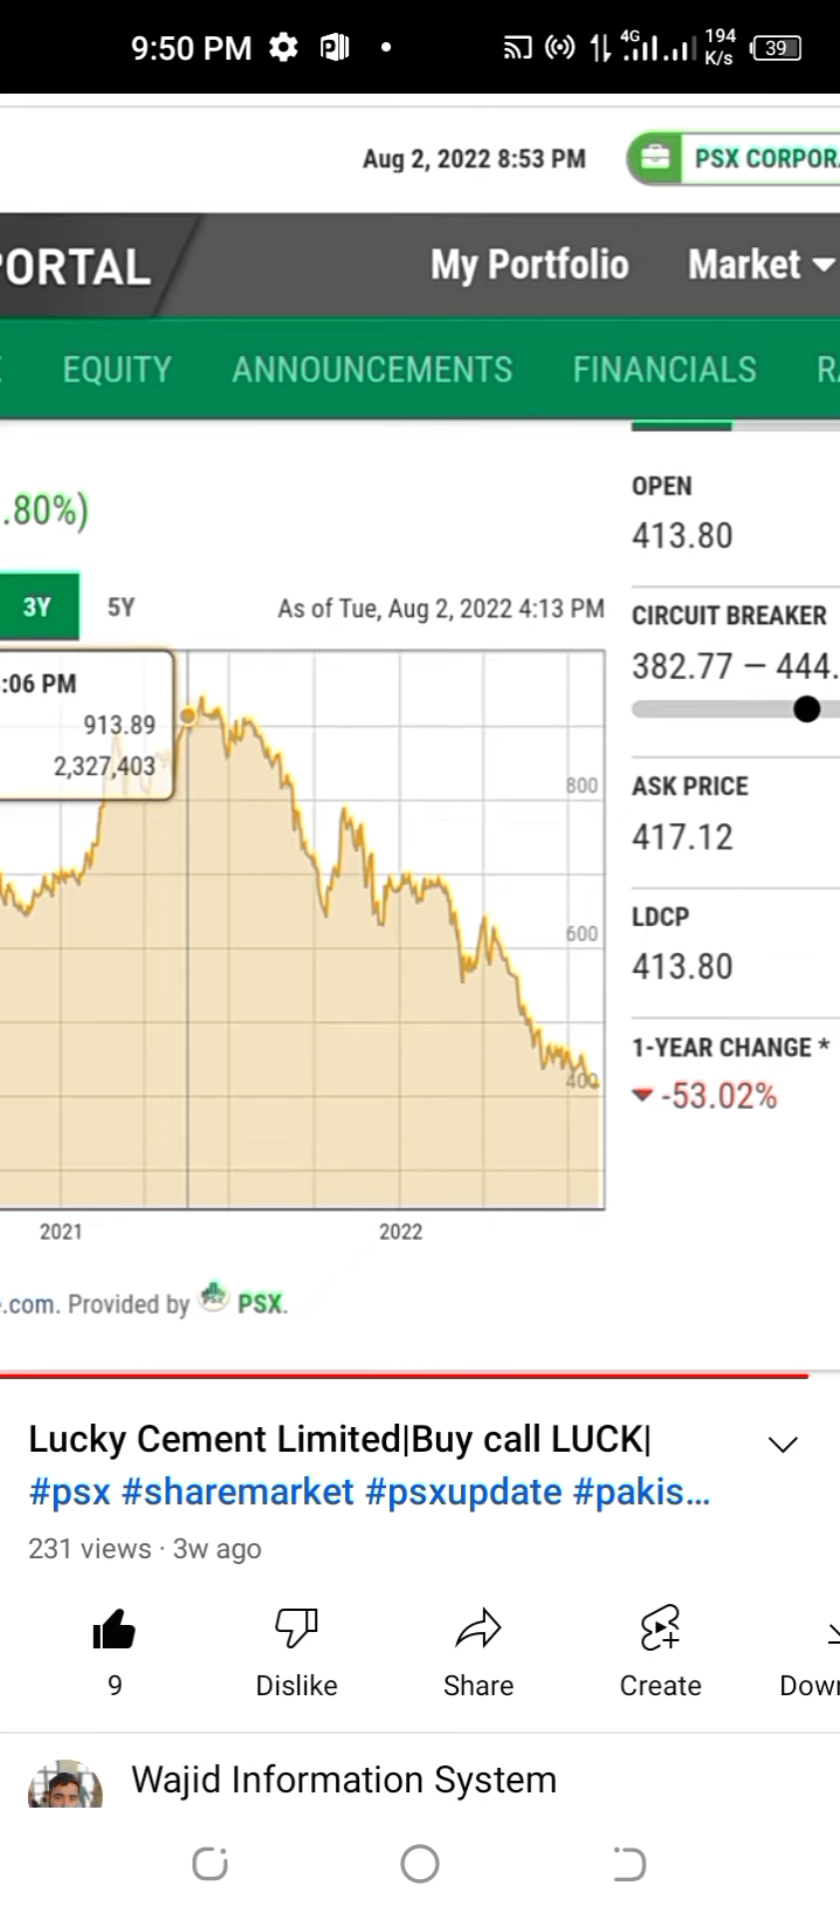 9:50 PM
4G
194
K/s
39
Aug 2, 2022 8:53 PM
PSX CORPOR
PORTAL
My Portfolio
Market
EQUITY
ANNOUNCEMENTS
FINANCIALS
.80%)
3Y
5Y
As of Tue, Aug 2, 2022 4:13 PM
:06 PM
913.89
2,327,403
800
600
400
2021
2022
OPEN
413.80
CIRCUIT BREAKER
382.77 — 444.
ASK PRICE
417.12
LDCP
413.80
1-YEAR CHANGE *
-53.02%
.com. Provided by PSX.
Lucky Cement Limited|Buy call LUCK|
#psx #sharemarket #psxupdate #pakis...
231 views · 3w ago
9
Dislike
Share
Create
Down
Wajid Information System